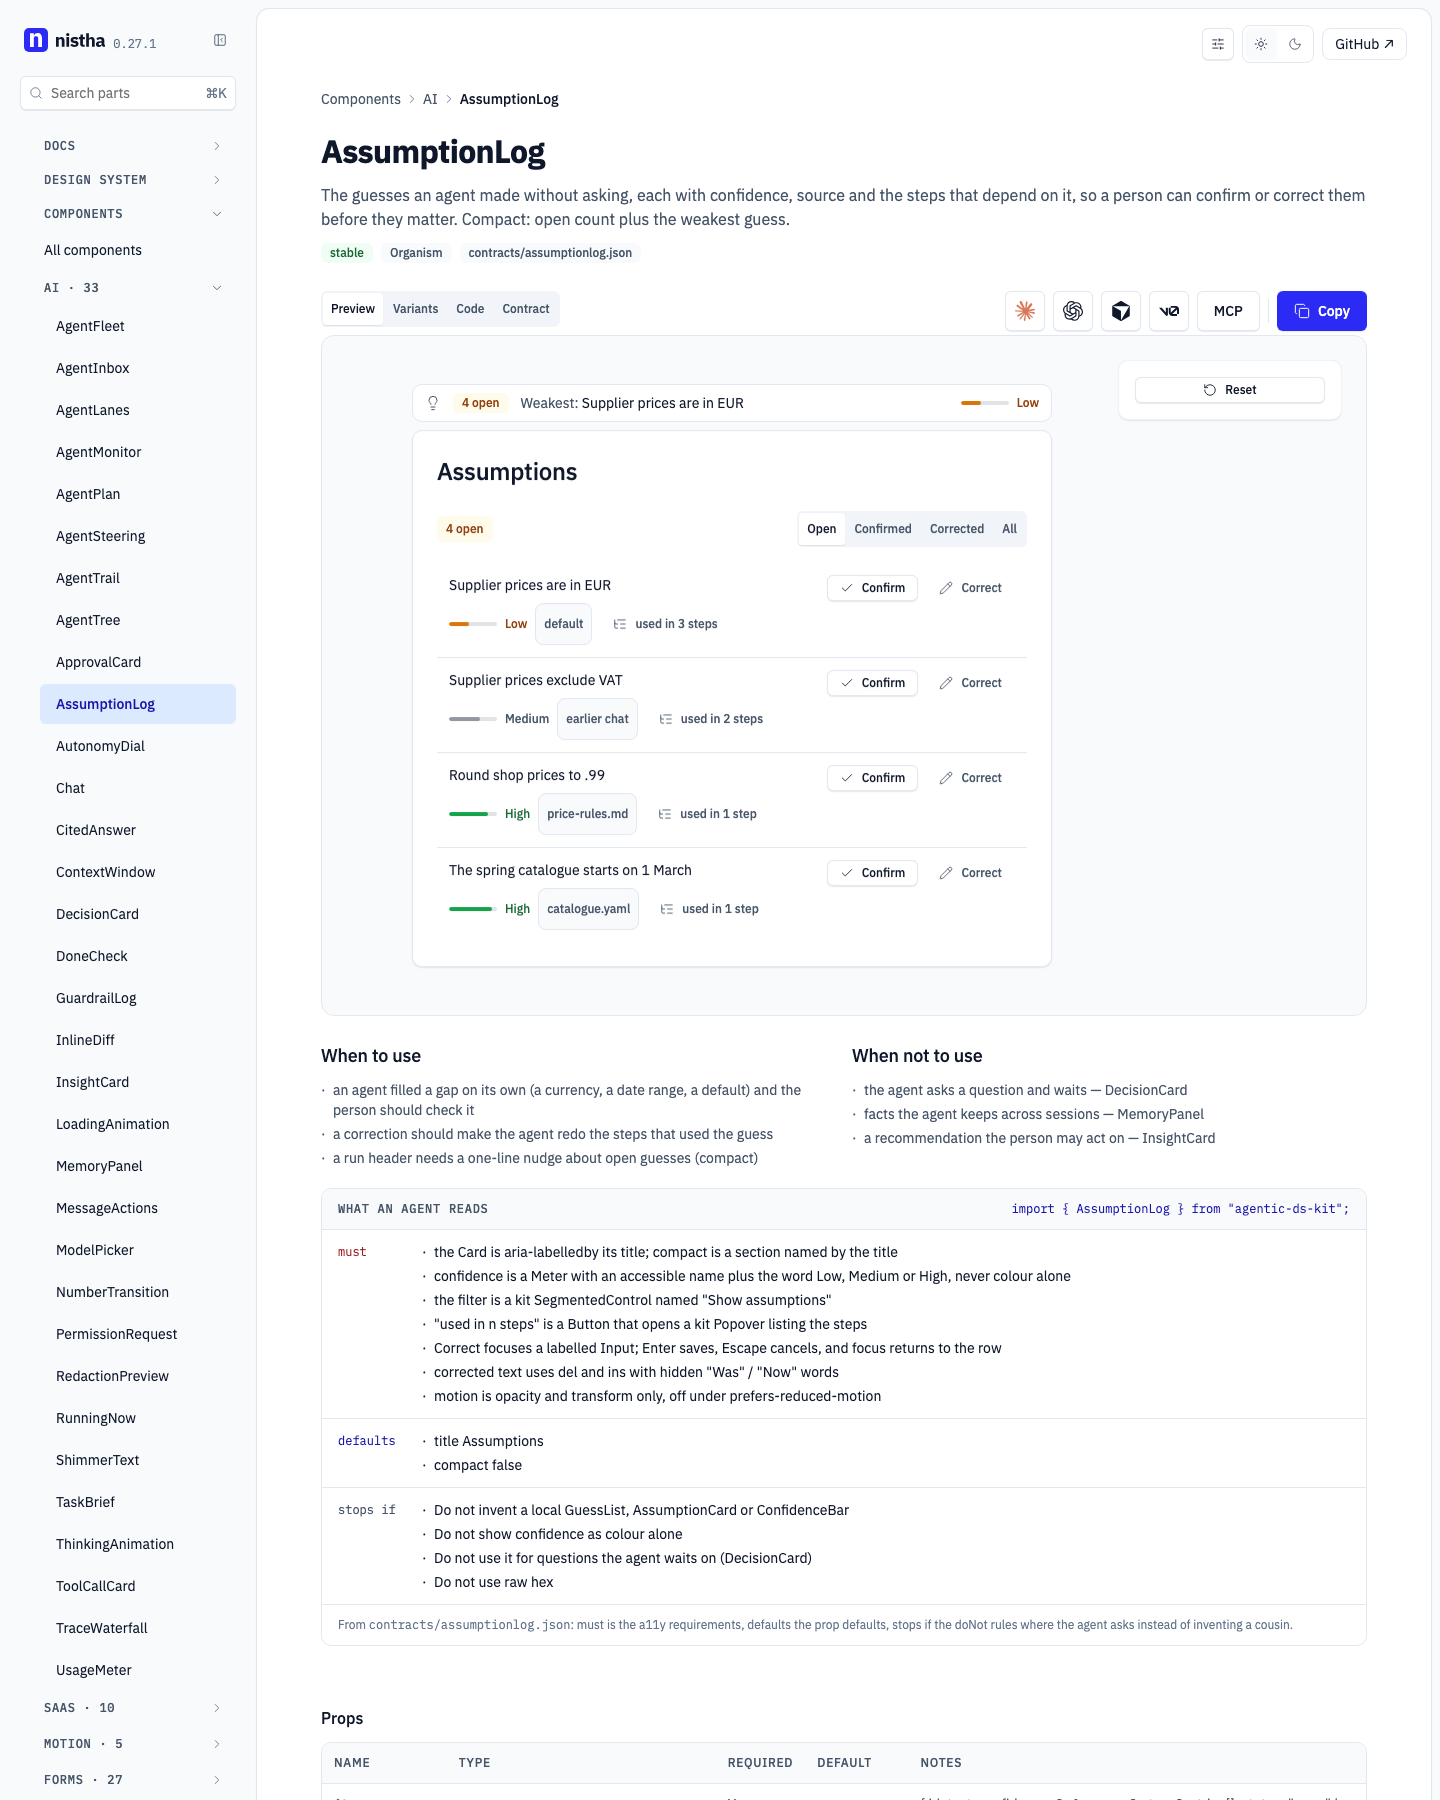 nistha 0.27.1
Search parts ⌘K
DOCS
DESIGN SYSTEM
COMPONENTS
All components
AI · 33
AgentFleet
AgentInbox
AgentLanes
AgentMonitor
AgentPlan
AgentSteering
AgentTrail
AgentTree
ApprovalCard
AssumptionLog
AutonomyDial
Chat
CitedAnswer
ContextWindow
DecisionCard
DoneCheck
GuardrailLog
InlineDiff
InsightCard
LoadingAnimation
MemoryPanel
MessageActions
ModelPicker
NumberTransition
PermissionRequest
RedactionPreview
RunningNow
ShimmerText
TaskBrief
ThinkingAnimation
ToolCallCard
TraceWaterfall
UsageMeter
SAAS · 10
MOTION · 5
FORMS · 27
GitHub
Components AI AssumptionLog
AssumptionLog
The guesses an agent made without asking, each with confidence, source and the steps that depend on it, so a person can confirm or correct them
before they matter. Compact: open count plus the weakest guess.
stable Organism contracts/assumptionlog.json
Preview Variants Code Contract
v0 MCP Copy
Reset
4 open Weakest: Supplier prices are in EUR Low
Assumptions
4 open Open Confirmed Corrected All
Supplier prices are in EUR Confirm Correct
Low default used in 3 steps
Supplier prices exclude VAT Confirm Correct
Medium earlier chat used in 2 steps
Round shop prices to .99 Confirm Correct
High price-rules.md used in 1 step
The spring catalogue starts on 1 March Confirm Correct
High catalogue.yaml used in 1 step
When to use
· an agent filled a gap on its own (a currency, a date range, a default) and the
person should check it
· a correction should make the agent redo the steps that used the guess
· a run header needs a one-line nudge about open guesses (compact)
When not to use
· the agent asks a question and waits — DecisionCard
· facts the agent keeps across sessions — MemoryPanel
· a recommendation the person may act on — InsightCard
WHAT AN AGENT READS import { AssumptionLog } from "agentic-ds-kit";
must · the Card is aria-labelledby its title; compact is a section named by the title
· confidence is a Meter with an accessible name plus the word Low, Medium or High, never colour alone
· the filter is a kit SegmentedControl named "Show assumptions"
· "used in n steps" is a Button that opens a kit Popover listing the steps
· Correct focuses a labelled Input; Enter saves, Escape cancels, and focus returns to the row
· corrected text uses del and ins with hidden "Was" / "Now" words
· motion is opacity and transform only, off under prefers-reduced-motion
defaults · title Assumptions
· compact false
stops if · Do not invent a local GuessList, AssumptionCard or ConfidenceBar
· Do not show confidence as colour alone
· Do not use it for questions the agent waits on (DecisionCard)
· Do not use raw hex
From contracts/assumptionlog.json: must is the a11y requirements, defaults the prop defaults, stops if the doNot rules where the agent asks instead of inventing a cousin.
Props
NAME TYPE REQUIRED DEFAULT NOTES